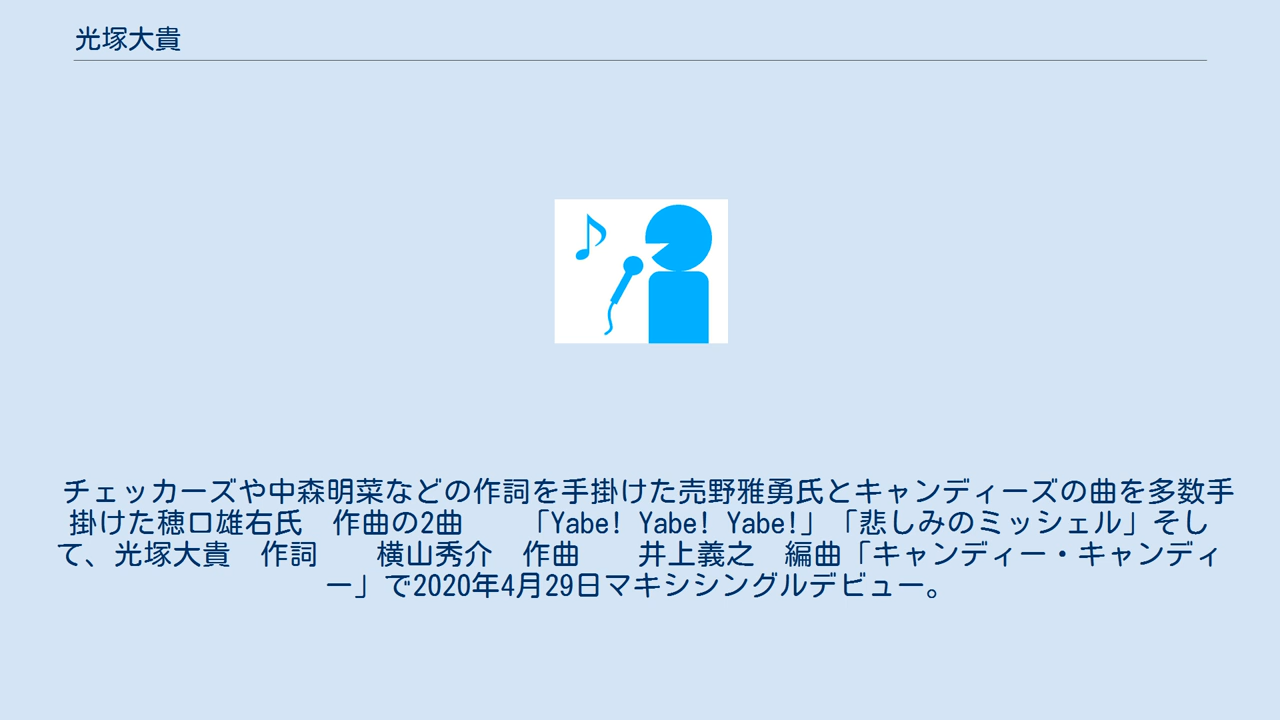 光塚大貴
チェッカーズや中森明菜などの作詞を手掛けた売野雅勇氏とキャンディーズの曲を多数手
掛けた穂口雄右氏　作曲の2曲　　「Yabe! Yabe! Yabe!」「悲しみのミッシェル」そし
て、光塚大貴　作詞　　横山秀介　作曲　　井上義之　編曲「キャンディー・キャンディ
ー」で2020年4月29日マキシシングルデビュー。